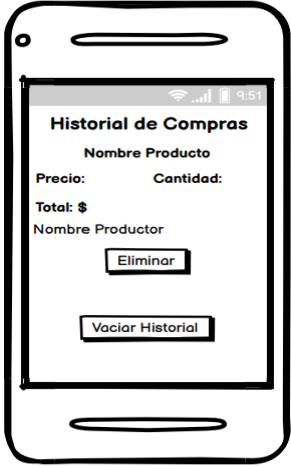 9:51
Historial de Compras
Nombre Producto
Precio: Cantidad:
Total: $
Nombre Productor
Eliminar
Vaciar Historial